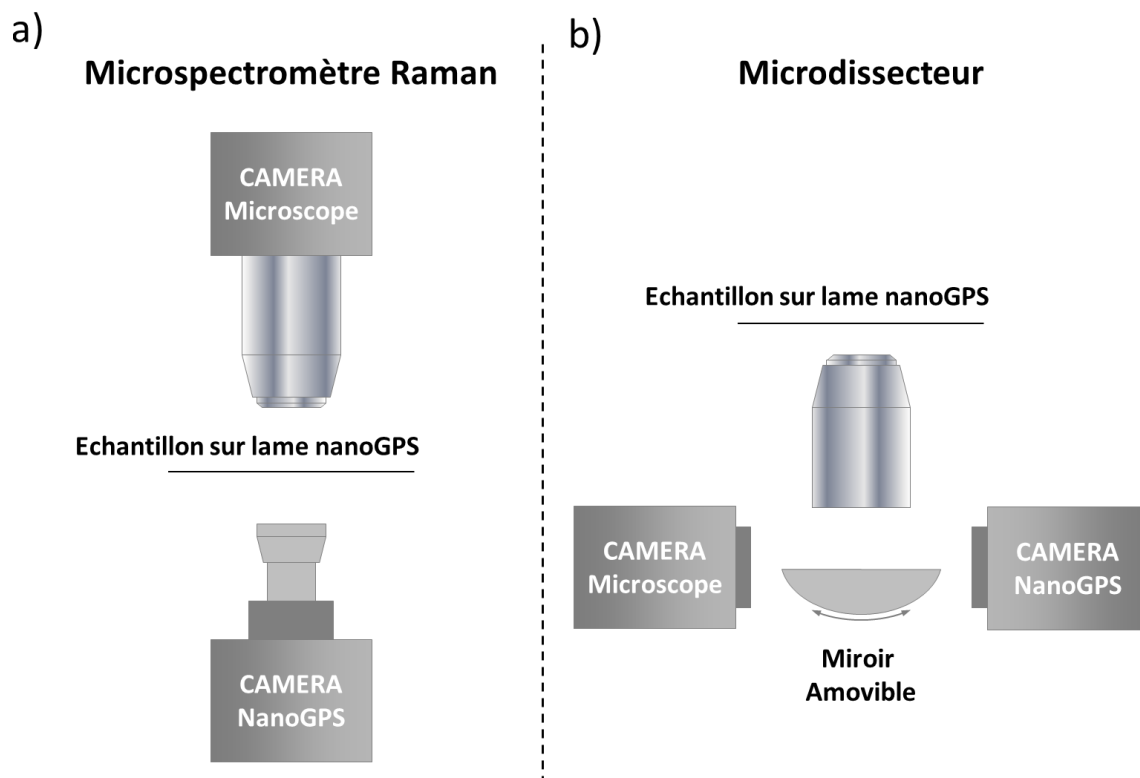 a)
Microspectromètre Raman
CAMERA
Microscope
Echantillon sur lame nanoGPS
CAMERA
NanoGPS
b)
Microdissecteur
Echantillon sur lame nanoGPS
CAMERA
Microscope
CAMERA
NanoGPS
Miroir
Amovible